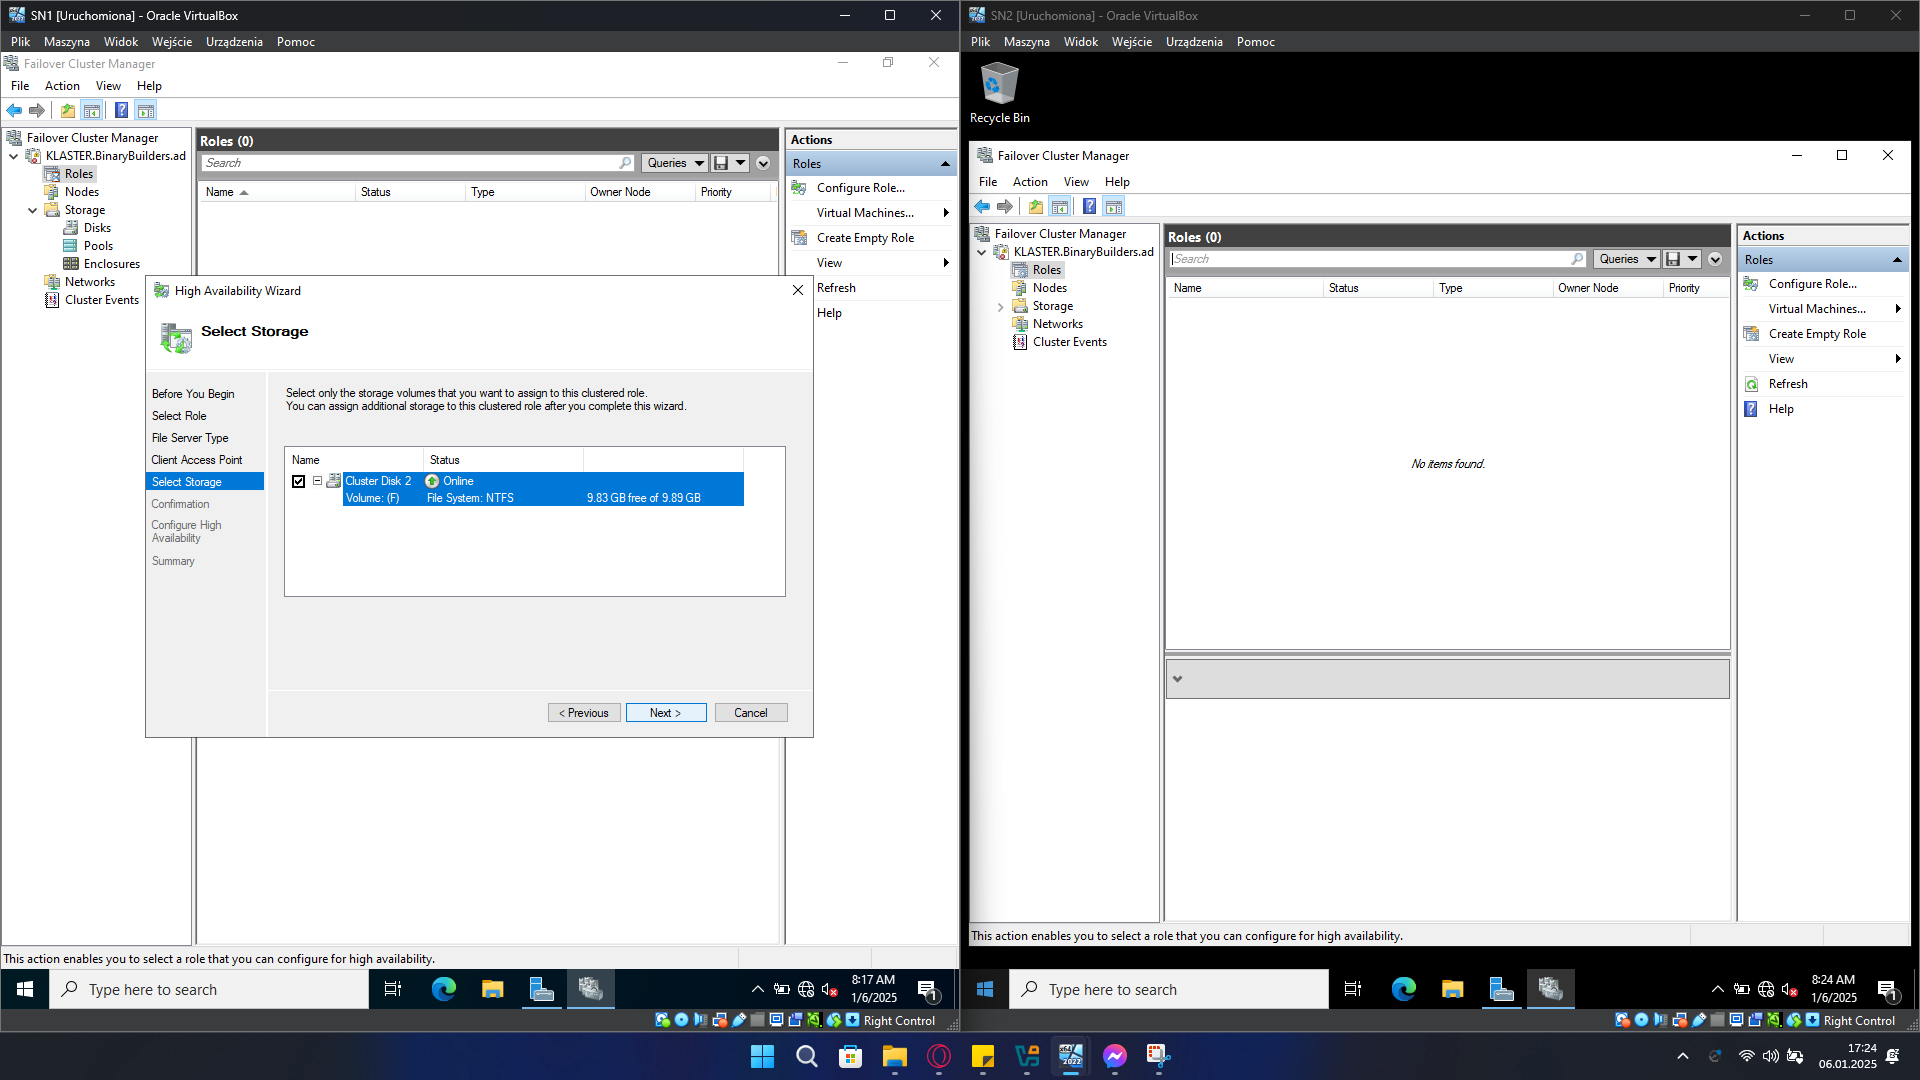 SN1 [Uruchomiona] - Oracle VirtualBox
Plik Maszyna Widok Wejście Urządzenia Pomoc
Failover Cluster Manager
File Action View Help
Failover Cluster Manager
KLASTER.BinaryBuilders.ad
Roles
Nodes
Storage
Disks
Pools
Enclosures
Networks
Cluster Events
Roles (0)
Search
Queries
Name Status Type Owner Node Priority
Actions
Roles
Configure Role...
Virtual Machines...
Create Empty Role
View
Refresh
Help
High Availability Wizard
Select Storage
Before You Begin
Select Role
File Server Type
Client Access Point
Select Storage
Confirmation
Configure High
Availability
Summary
Select only the storage volumes that you want to assign to this clustered role.
You can assign additional storage to this clustered role after you complete this wizard.
Name Status
Cluster Disk 2 Online
Volume: (F) File System: NTFS 9.83 GB free of 9.89 GB
< Previous Next > Cancel
This action enables you to select a role that you can configure for high availability.
Type here to search
8:17 AM
1/6/2025
1
Right Control
SN2 [Uruchomiona] - Oracle VirtualBox
Plik Maszyna Widok Wejście Urządzenia Pomoc
Recycle Bin
Failover Cluster Manager
File Action View Help
Failover Cluster Manager
KLASTER.BinaryBuilders.ad
Roles
Nodes
Storage
Networks
Cluster Events
Roles (0)
Search
Queries
Name Status Type Owner Node Priority
No items found.
Actions
Roles
Configure Role...
Virtual Machines...
Create Empty Role
View
Refresh
Help
This action enables you to select a role that you can configure for high availability.
Type here to search
8:24 AM
1/6/2025
1
Right Control
17:24
06.01.2025